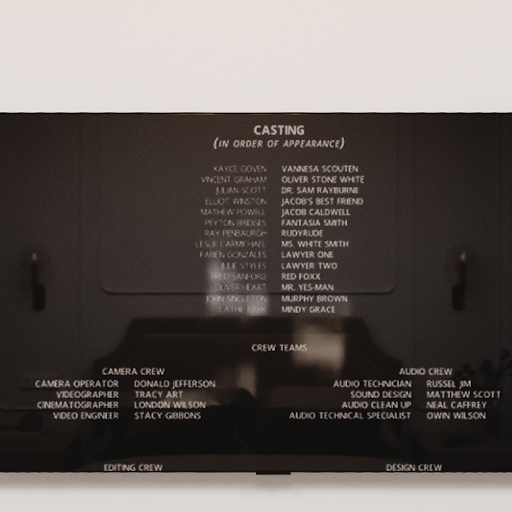 CASTING
(IN ORDER OF APPEARANCE)
KAYCE GOVEN VANNESA SCOUTEN
VINCENT GRAHAM OLIVER STONE WHITE
JULIAN SCOTT DR. SAM RAYBURNE
ELLIOT WINSTON JACOB'S BEST FRIEND
MATHEW POWELL JACOB CALDWELL
PEYTON BRIDGES FANTASIA SMITH
RAY PENBAUGH RUDYRUDE
LESLIE CARMICHAEL MS. WHITE SMITH
FABIEN GONZALES LAWYER ONE
JULIE STYLES LAWYER TWO
FRED SANFORD RED FOXX
OLIVER HEART MR. YES-MAN
JOHN SINGLETON MURPHY BROWN
CATHIE PARK MINDY GRACE
CREW TEAMS
CAMERA CREW
CAMERA OPERATOR DONALD JEFFERSON
VIDEOGRAPHER TRACY ART
CINEMATOGRAPHER LONDON WILSON
VIDEO ENGNEER STACY GIBBONS
AUDIO CREW
AUDIO TECHNICIAN RUSSEL JIM
SOUND DESIGN MATTHEW SCOTT
AUDIO CLEAN UP NEAL CAFFREY
AUDIO TECHNICAL SPECIALIST OWIN WILSON
EDITING CREW
DESIGN CREW